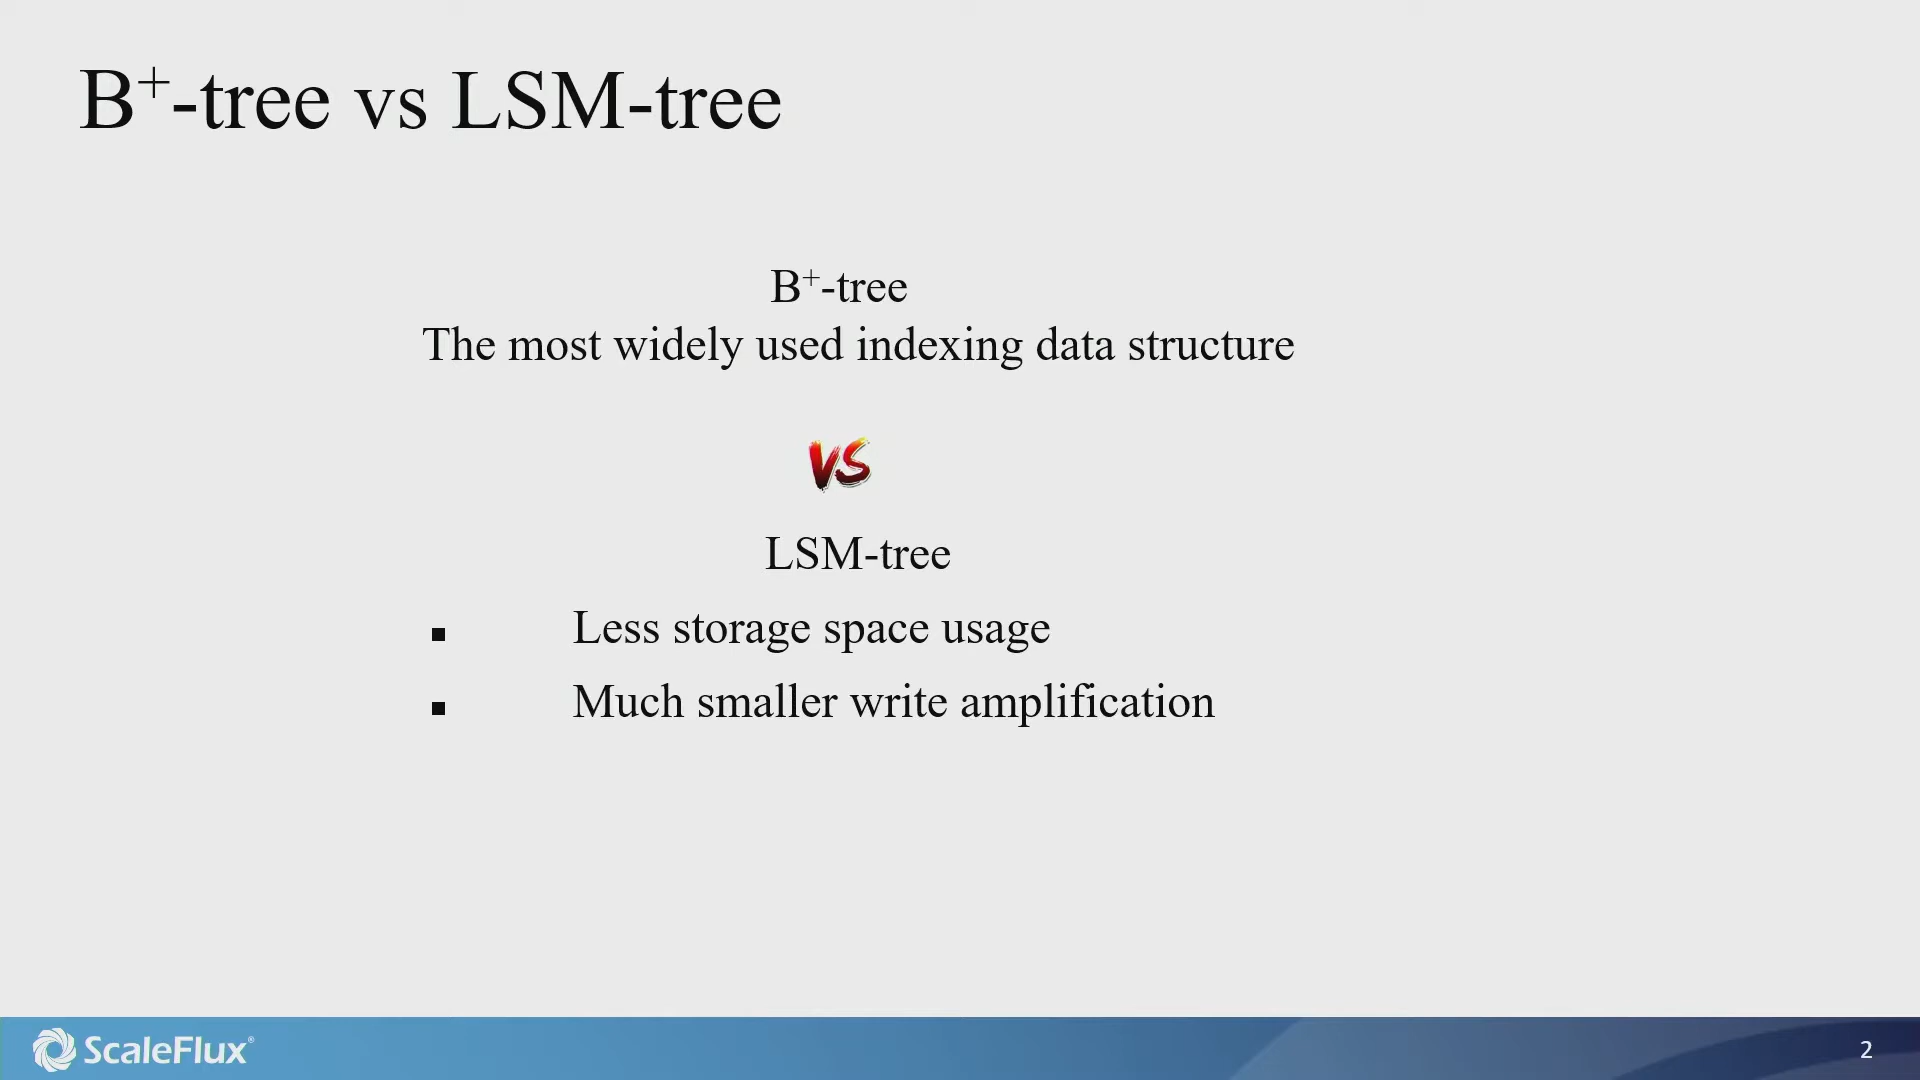 B⁺-tree vs LSM-tree
B⁺-tree
The most widely used indexing data structure
VS
LSM-tree
▪ Less storage space usage
▪ Much smaller write amplification
ScaleFlux®
2